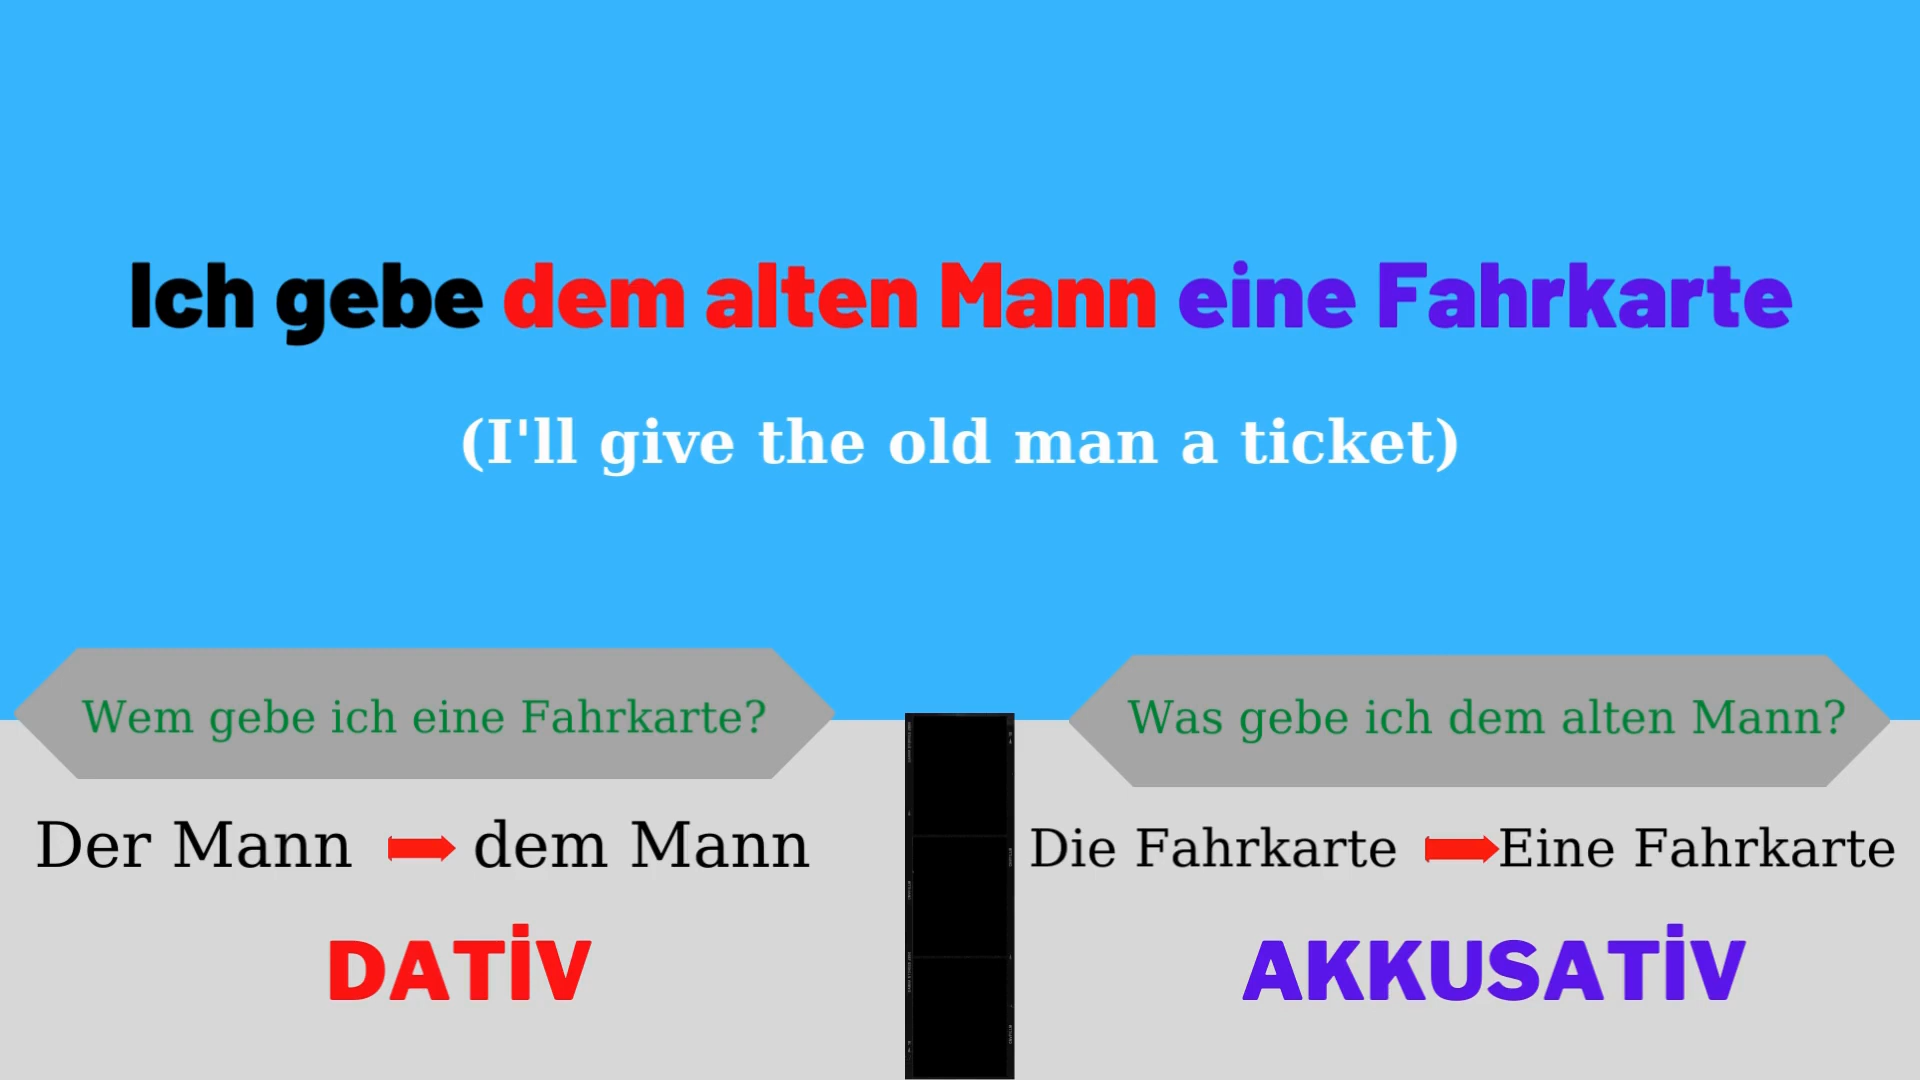 Ich gebe dem alten Mann eine Fahrkarte
(I'll give the old man a ticket)
Wem gebe ich eine Fahrkarte?
Der Mann dem Mann
DATİV
Was gebe ich dem alten Mann?
Die Fahrkarte Eine Fahrkarte
AKKUSATİV